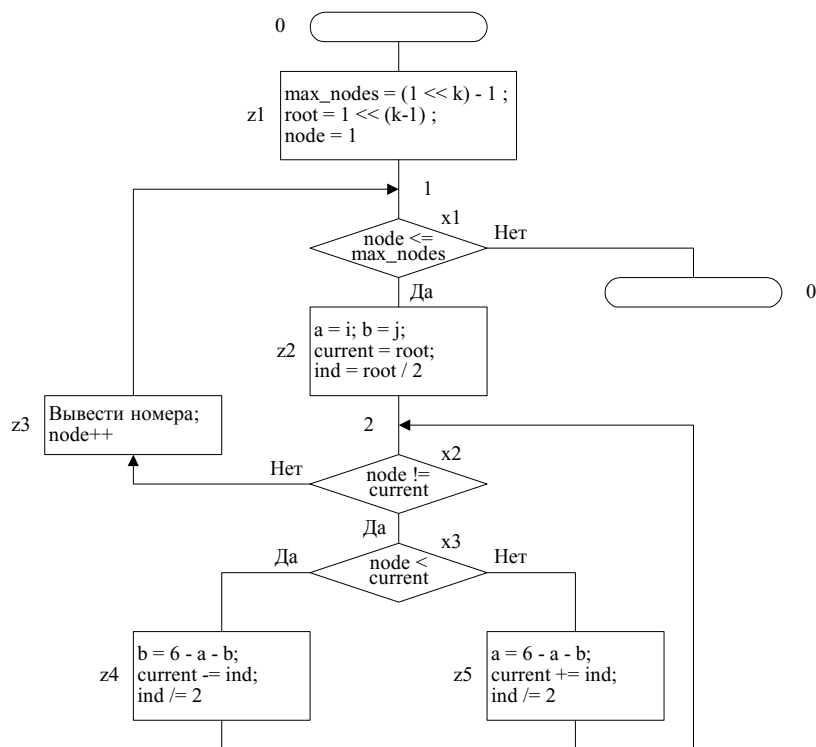 0
max_nodes = (1 << k) - 1 ;
root = 1 << (k-1) ;
node = 1
z1
1
x1
node <=
max_nodes
Нет
Да
0
a = i; b = j;
current = root;
ind = root / 2
z2
z3
Вывести номера;
node++
2
x2
node !=
current
Нет
Да
x3
node <
current
Да
Нет
z4
b = 6 - a - b;
current -= ind;
ind /= 2
z5
a = 6 - a - b;
current += ind;
ind /= 2